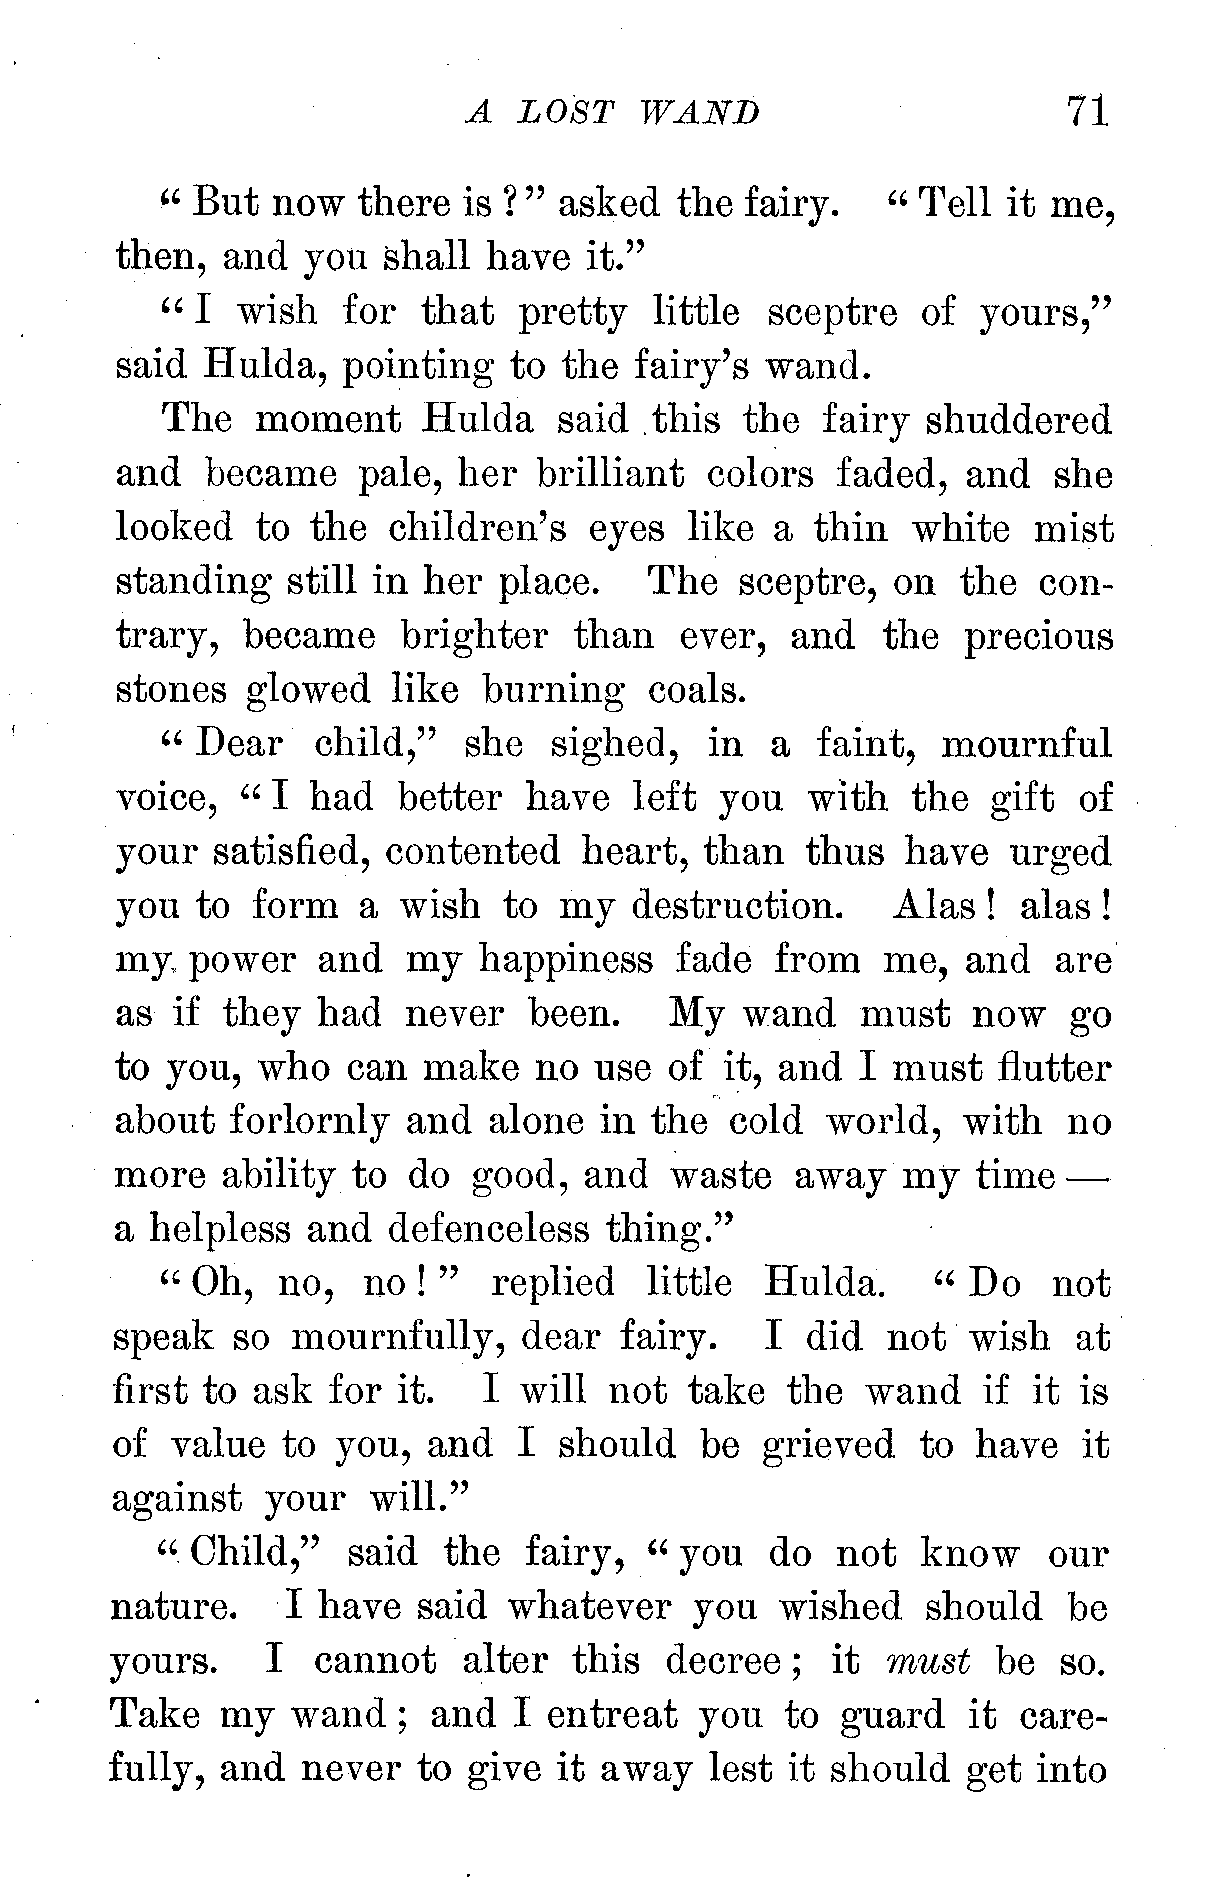 A LOST WAND 71
“ But now there is ? ” asked the fairy. “ Tell it me,
then, and you shall have it.”
“ I wish for that pretty little sceptre of yours,”
said Hulda, pointing to the fairy’s wand.
The moment Hulda said this the fairy shuddered
and became pale, her brilliant colors faded, and she
looked to the children’s eyes like a thin white mist
standing still in her place. The sceptre, on the con-
trary, became brighter than ever, and the precious
stones glowed like burning coals.
“ Dear child,” she sighed, in a faint, mournful
voice, “ I had better have left you with the gift of
your satisfied, contented heart, than thus have urged
you to form a wish to my destruction. Alas ! alas !
my power and my happiness fade from me, and are
as if they had never been. My wand must now go
to you, who can make no use of it, and I must flutter
about forlornly and alone in the cold world, with no
more ability to do good, and waste away my time —
a helpless and defenceless thing.”
“ Oh, no, no ! ” replied little Hulda. “ Do not
speak so mournfully, dear fairy. I did not wish at
first to ask for it. I will not take the wand if it is
of value to you, and I should be grieved to have it
against your will.”
“ Child,” said the fairy, “ you do not know our
nature. I have said whatever you wished should be
yours. I cannot alter this decree ; it must be so.
Take my wand ; and I entreat you to guard it care-
fully, and never to give it away lest it should get into